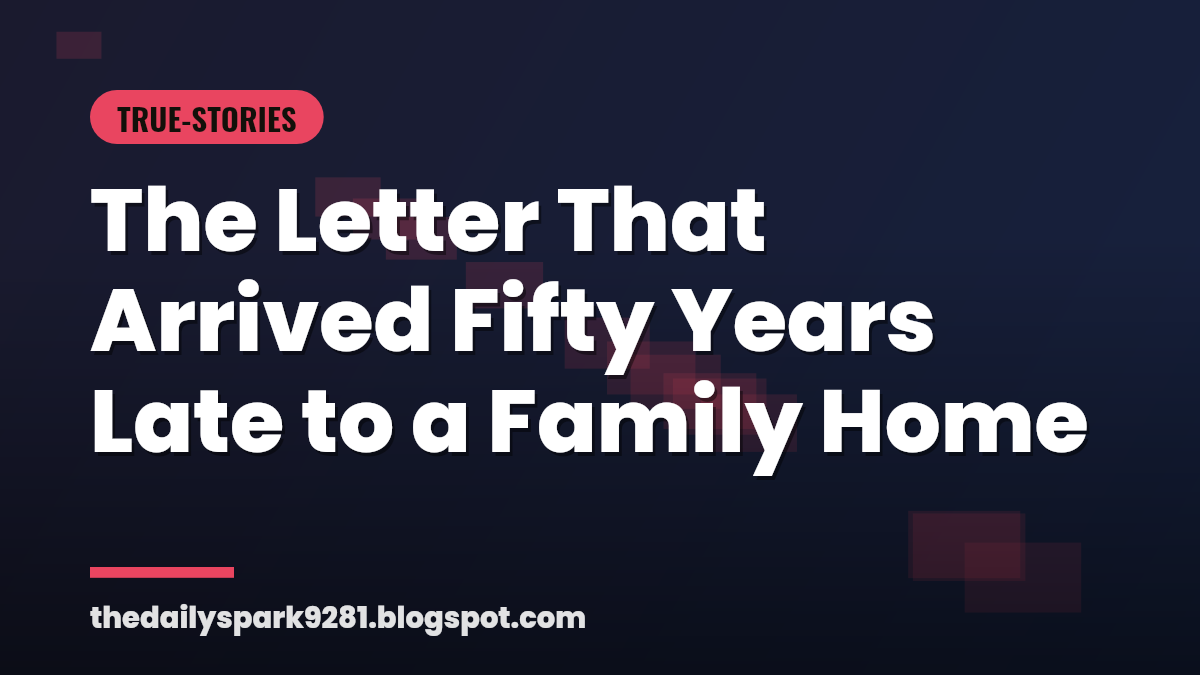 TRUE-STORIES
The Letter That
Arrived Fifty Years
Late to a Family Home
thedailyspark9281.blogspot.com